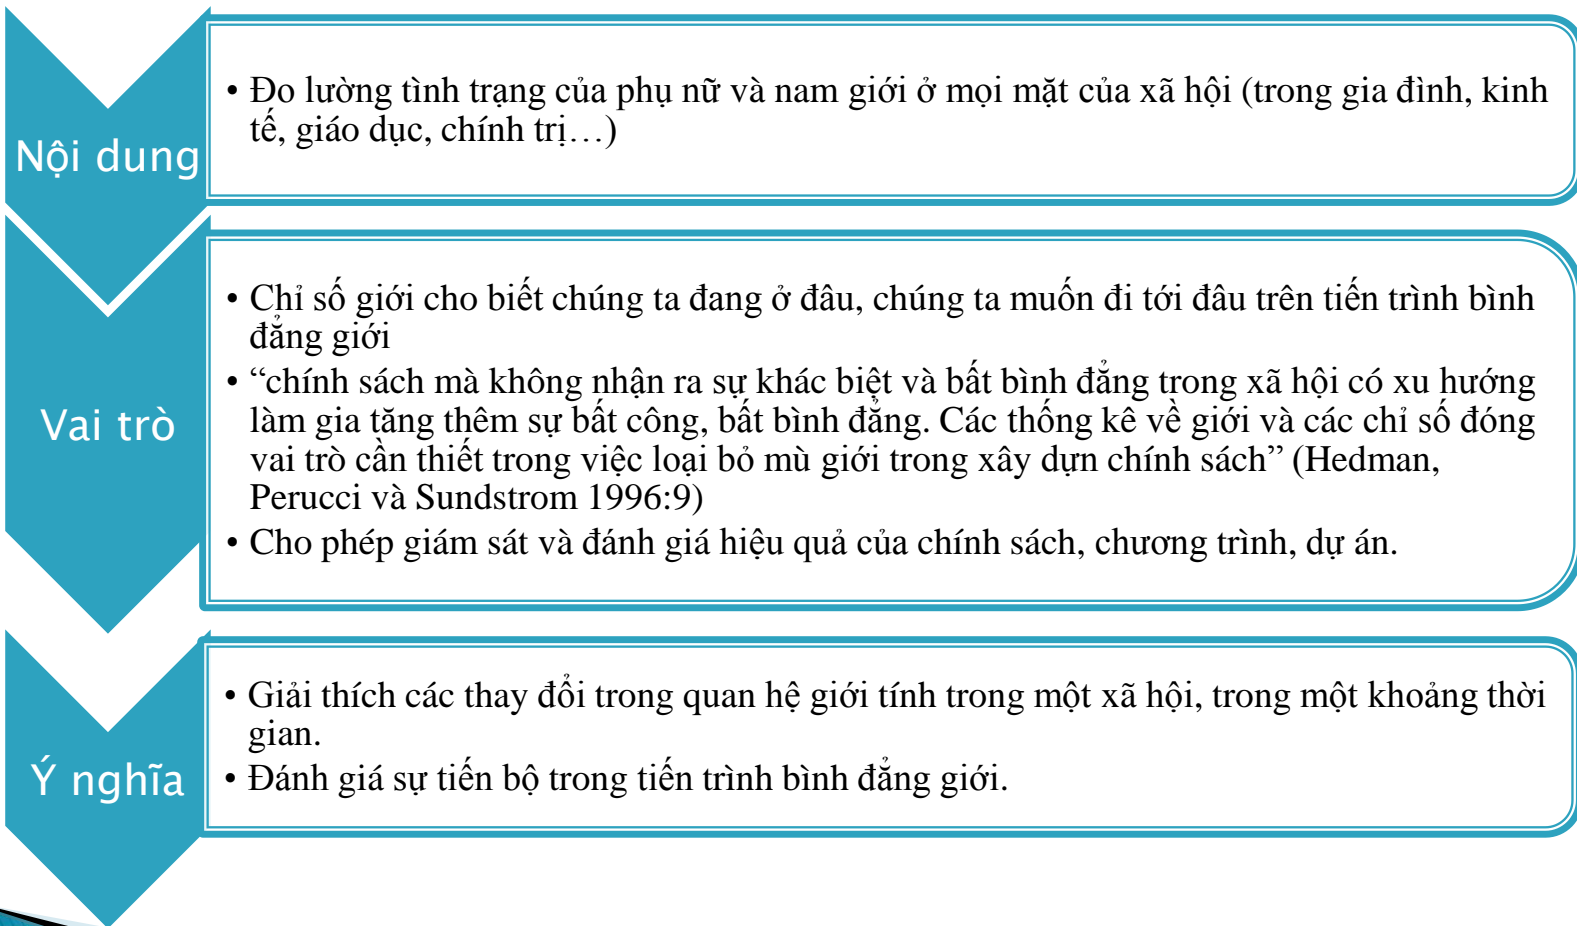 Nội dung
• Đo lường tình trạng của phụ nữ và nam giới ở mọi mặt của xã hội (trong gia đình, kinh
tế, giáo dục, chính trị…)
Vai trò
• Chỉ số giới cho biết chúng ta đang ở đâu, chúng ta muốn đi tới đâu trên tiến trình bình
đẳng giới
• “chính sách mà không nhận ra sự khác biệt và bất bình đẳng trong xã hội có xu hướng
làm gia tăng thêm sự bất công, bất bình đẳng. Các thống kê về giới và các chỉ số đóng
vai trò cần thiết trong việc loại bỏ mù giới trong xây dựn chính sách” (Hedman,
Perucci và Sundstrom 1996:9)
• Cho phép giám sát và đánh giá hiệu quả của chính sách, chương trình, dự án.
Ý nghĩa
• Giải thích các thay đổi trong quan hệ giới tính trong một xã hội, trong một khoảng thời
gian.
• Đánh giá sự tiến bộ trong tiến trình bình đẳng giới.